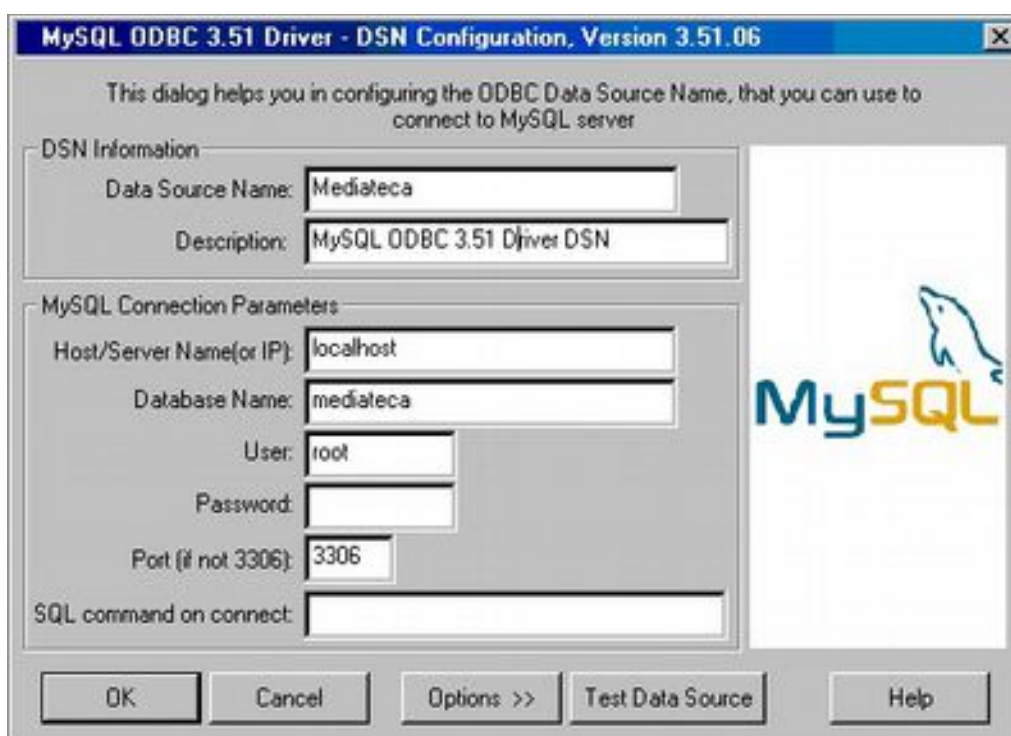 MySQL ODBC 3.51 Driver - DSN Configuration, Version 3.51.06
This dialog helps you in configuring the ODBC Data Source Name, that you can use to
connect to MySQL server
DSN Information
Data Source Name: Mediateca
Description: MySQL ODBC 3.51 Driver DSN
MySQL Connection Parameters
Host/Server Name(or IP): localhost
Database Name: mediateca
User: root
Password:
Port (if not 3306): 3306
SQL command on connect:
MySQL
OK Cancel Options >> Test Data Source Help